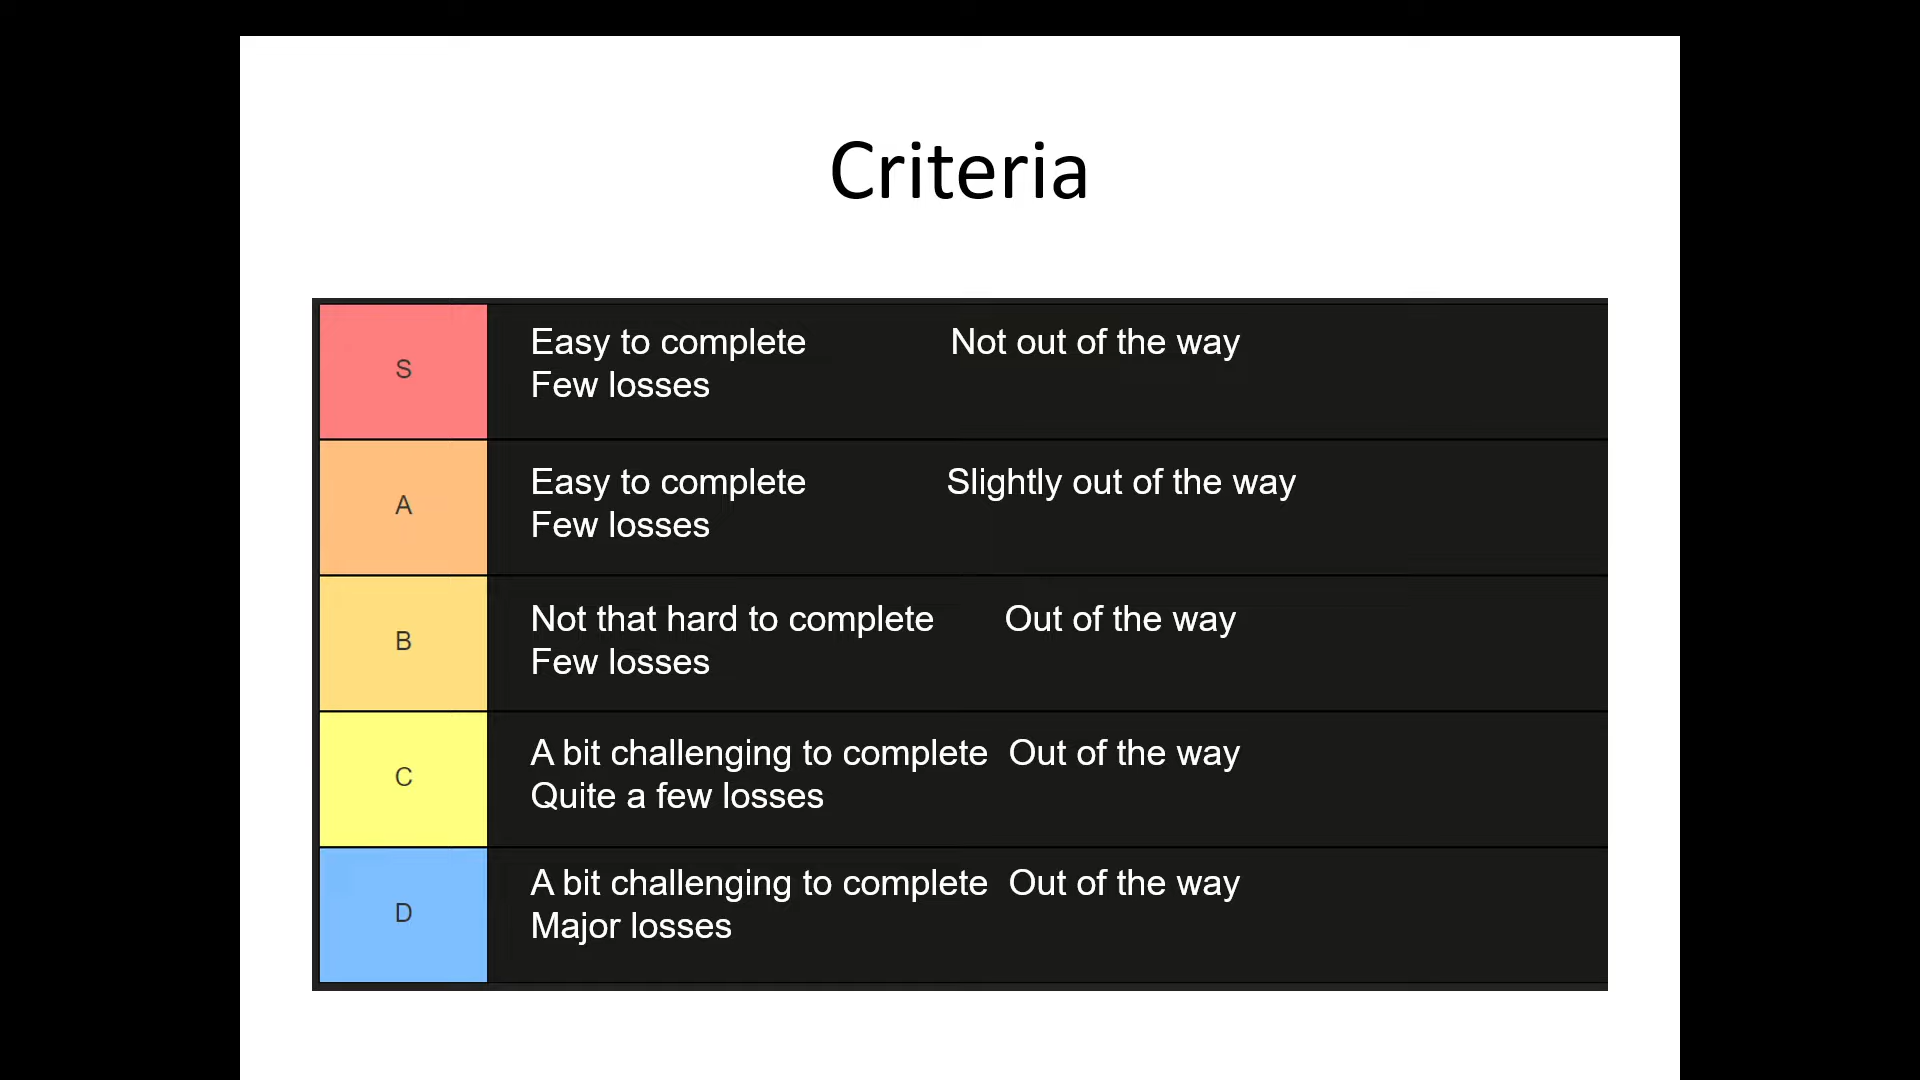 Criteria
S
Easy to complete Not out of the way
Few losses
A
Easy to complete Slightly out of the way
Few losses
B
Not that hard to complete Out of the way
Few losses
C
A bit challenging to complete Out of the way
Quite a few losses
D
A bit challenging to complete Out of the way
Major losses